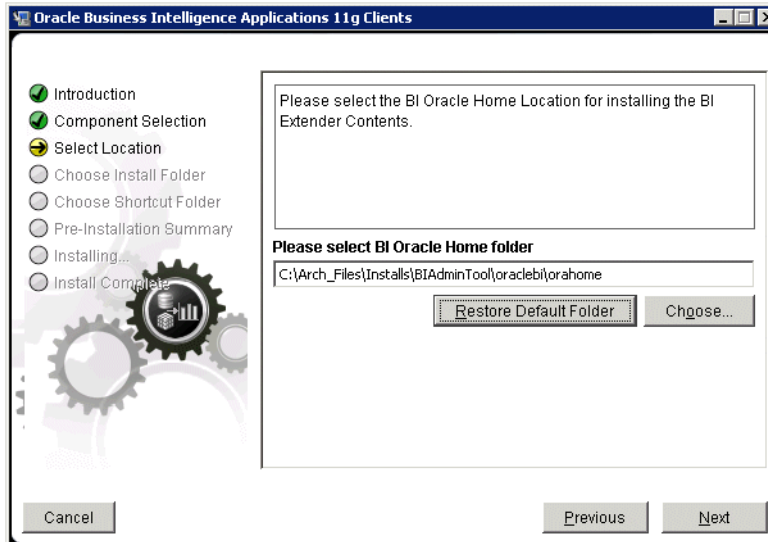 Oracle Business Intelligence Applications 11g Clients
Introduction
Component Selection
Select Location
Choose Install Folder
Choose Shortcut Folder
Pre-Installation Summary
Installing...
Install Complete
Please select the BI Oracle Home Location for installing the BI
Extender Contents.
Please select BI Oracle Home folder
C:\Arch_Files\Installs\BIAdminTool\oraclebi\orahome
Restore Default Folder
Choose...
Cancel
Previous
Next